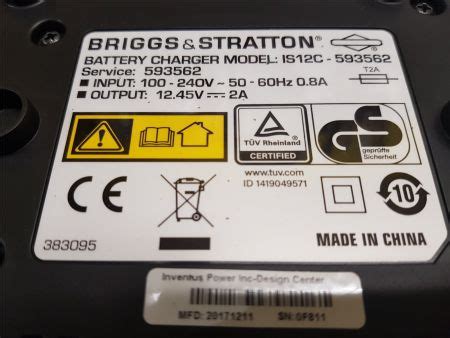 BRIGGS & STRATTON
BATTERY CHARGER MODEL: IS12C - 593562
Service: 593562
T2A
■ INPUT: 100 - 240V ~ 50 - 60Hz 0.8A
■ OUTPUT: 12.45V ⎓ 2A
TÜV Rheinland
CERTIFIED
GS
geprüfte
Sicherheit
www.tuv.com
ID 1419049571
CE
10
383095
MADE IN CHINA
Inventus Power Inc-Design Center
MFD: 20171211 SN: 0F811